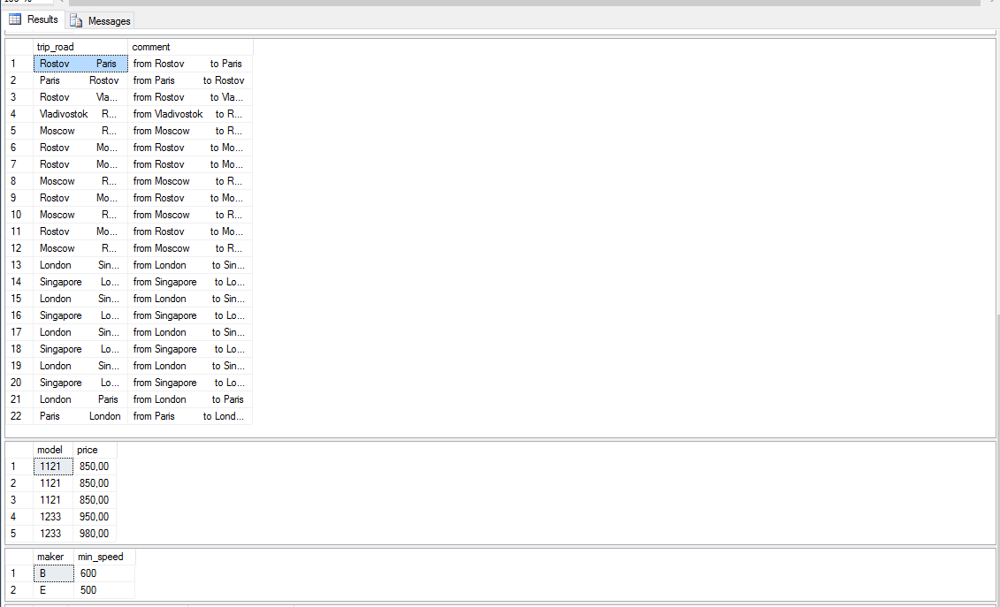 Results Messages
trip_road comment
1 Rostov Paris from Rostov to Paris
2 Paris Rostov from Paris to Rostov
3 Rostov Vla... from Rostov to Vla...
4 Vladivostok R... from Vladivostok to R...
5 Moscow R... from Moscow to R...
6 Rostov Mo... from Rostov to Mo...
7 Rostov Mo... from Rostov to Mo...
8 Moscow R... from Moscow to R...
9 Rostov Mo... from Rostov to Mo...
10 Moscow R... from Moscow to R...
11 Rostov Mo... from Rostov to Mo...
12 Moscow R... from Moscow to R...
13 London Sin... from London to Sin...
14 Singapore Lo... from Singapore to Lo...
15 London Sin... from London to Sin...
16 Singapore Lo... from Singapore to Lo...
17 London Sin... from London to Sin...
18 Singapore Lo... from Singapore to Lo...
19 London Sin... from London to Sin...
20 Singapore Lo... from Singapore to Lo...
21 London Paris from London to Paris
22 Paris London from Paris to Lond...
model price
1 1121 850,00
2 1121 850,00
3 1121 850,00
4 1233 950,00
5 1233 980,00
maker min_speed
1 B 600
2 E 500